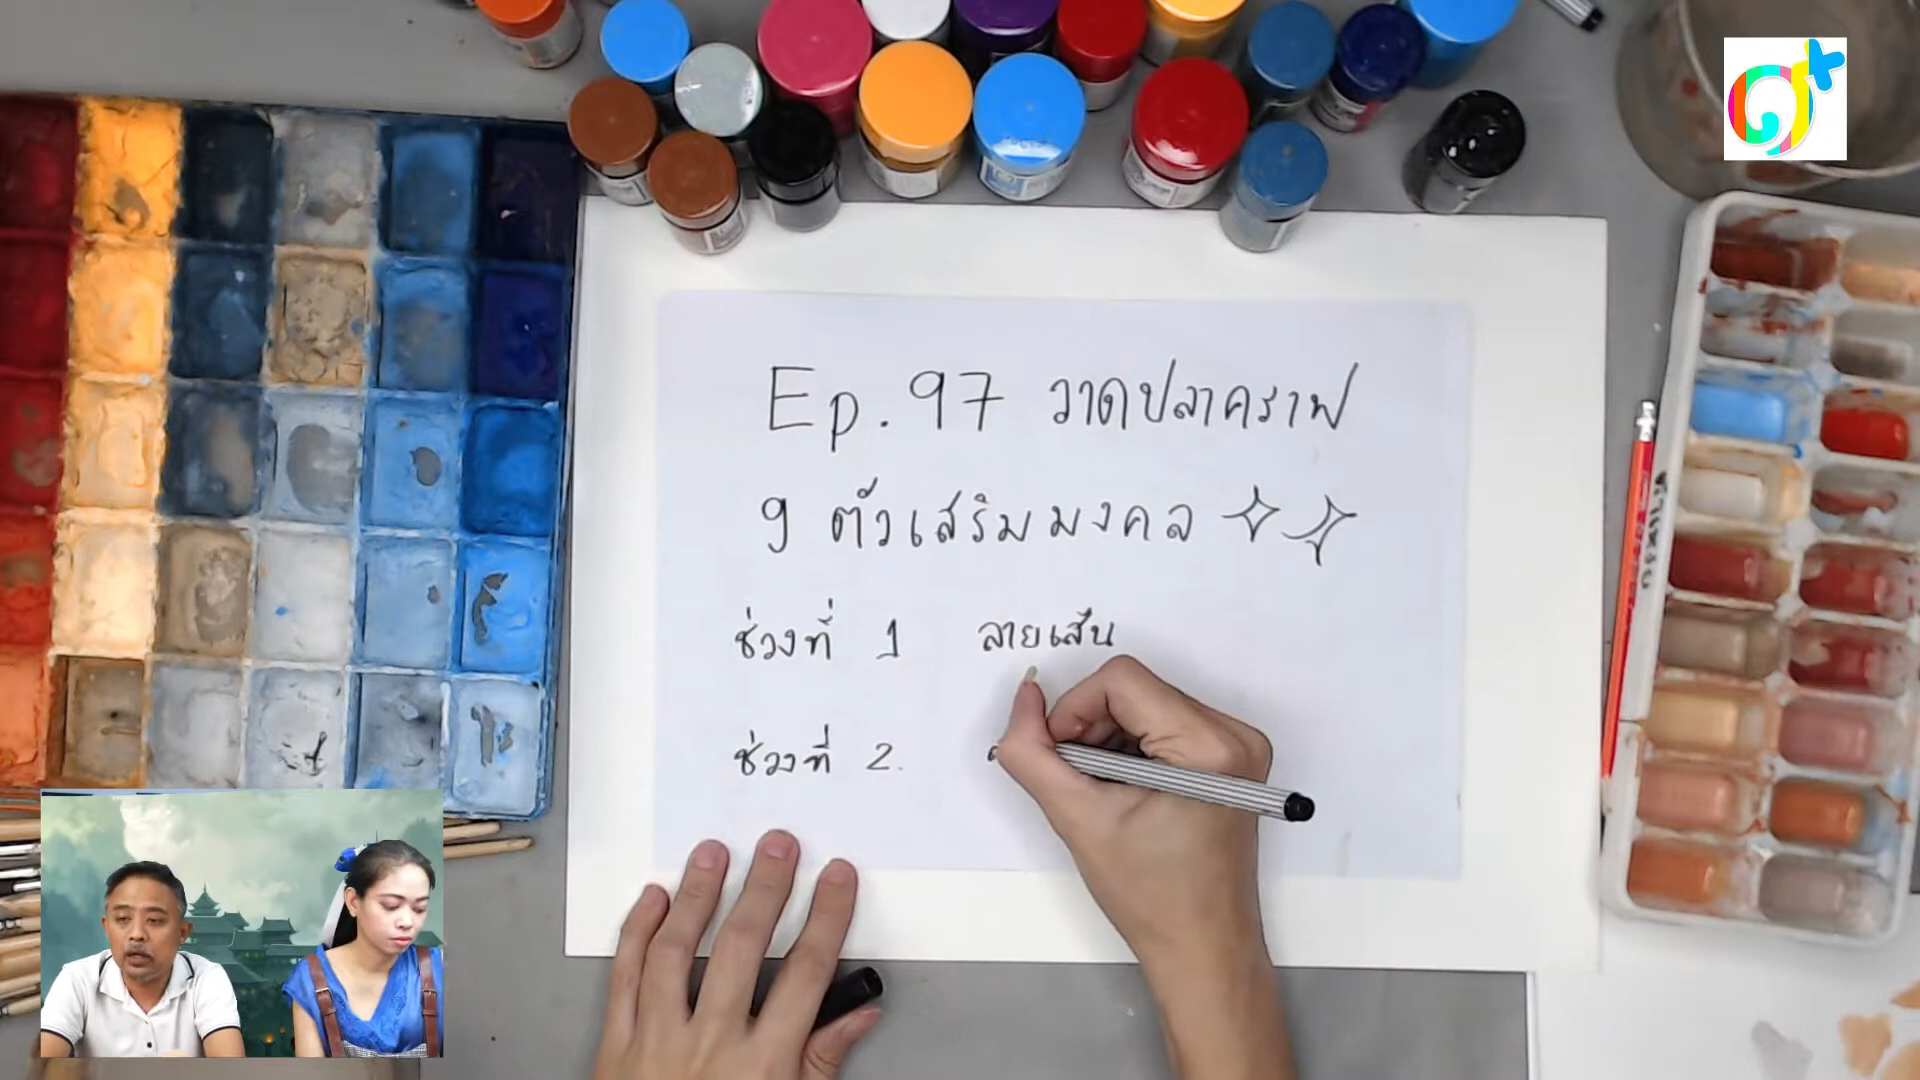 Ep. 97 วาดปลาคราฟ
9 ตัวเสริมมงคล
ช่วงที่ 1 ลายเส้น
ช่วงที่ 2.